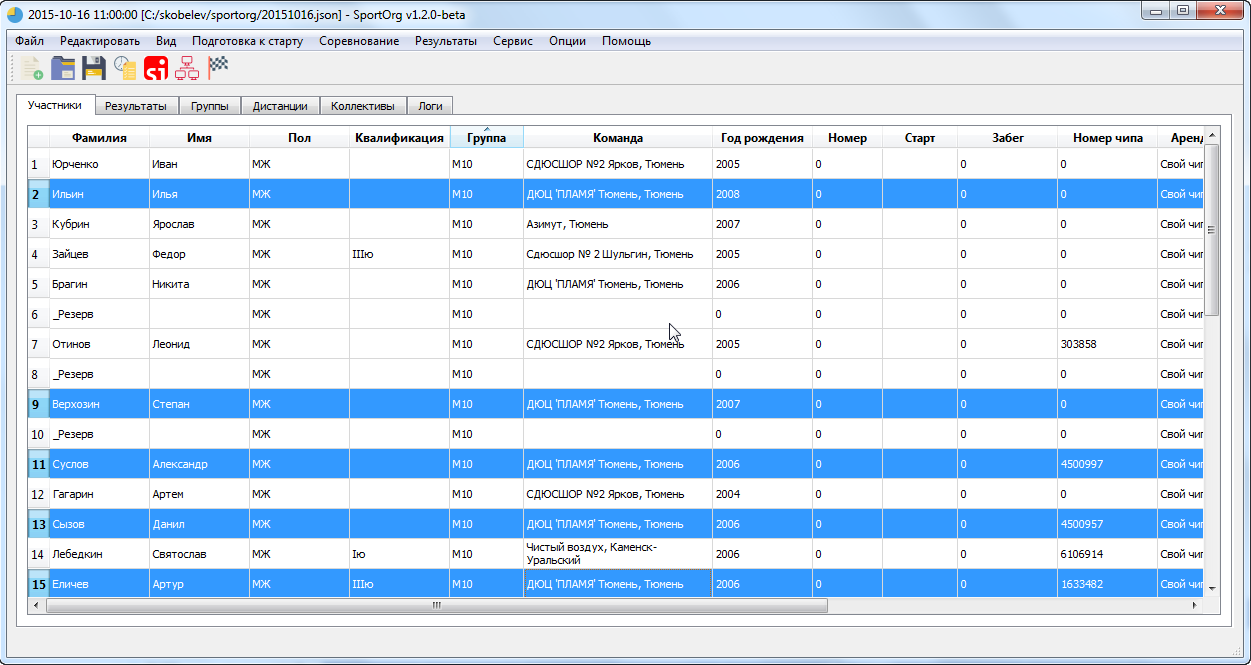 2015-10-16 11:00:00 [C:/skobelev/sportorg/20151016.json] - SportOrg v1.2.0-beta
Файл Редактировать Вид Подготовка к старту Соревнование Результаты Сервис Опции Помощь
Участники Результаты Группы Дистанции Коллективы Логи
Фамилия Имя Пол Квалификация Группа Команда Год рождения Номер Старт Забег Номер чипа Аренд
1 Юрченко Иван МЖ М10 СДЮСШОР №2 Ярков, Тюмень 2005 0 0 0 Свой чип
2 Ильин Илья МЖ М10 ДЮЦ 'ПЛАМЯ' Тюмень, Тюмень 2008 0 0 0 Свой чип
3 Кубрин Ярослав МЖ М10 Азимут, Тюмень 2007 0 0 0 Свой чип
4 Зайцев Федор МЖ IIIю М10 Сдюсшор № 2 Шульгин, Тюмень 2005 0 0 0 Свой чип
5 Брагин Никита МЖ М10 ДЮЦ 'ПЛАМЯ' Тюмень, Тюмень 2006 0 0 0 Свой чип
6 _Резерв МЖ М10 0 0 0 0 Свой чип
7 Отинов Леонид МЖ М10 СДЮСШОР №2 Ярков, Тюмень 2005 0 0 303858 Свой чип
8 _Резерв МЖ М10 0 0 0 0 Свой чип
9 Верхозин Степан МЖ М10 ДЮЦ 'ПЛАМЯ' Тюмень, Тюмень 2007 0 0 0 Свой чип
10 _Резерв МЖ М10 0 0 0 0 Свой чип
11 Суслов Александр МЖ М10 ДЮЦ 'ПЛАМЯ' Тюмень, Тюмень 2006 0 0 4500997 Свой чип
12 Гагарин Артем МЖ М10 СДЮСШОР №2 Ярков, Тюмень 2004 0 0 0 Свой чип
13 Сызов Данил МЖ М10 ДЮЦ 'ПЛАМЯ' Тюмень, Тюмень 2006 0 0 4500957 Свой чип
14 Лебедкин Святослав МЖ Iю М10 Чистый воздух, Каменск-
Уральский 2006 0 0 6106914 Свой чип
15 Еличев Артур МЖ IIIю М10 ДЮЦ 'ПЛАМЯ' Тюмень, Тюмень 2006 0 0 1633482 Свой чип